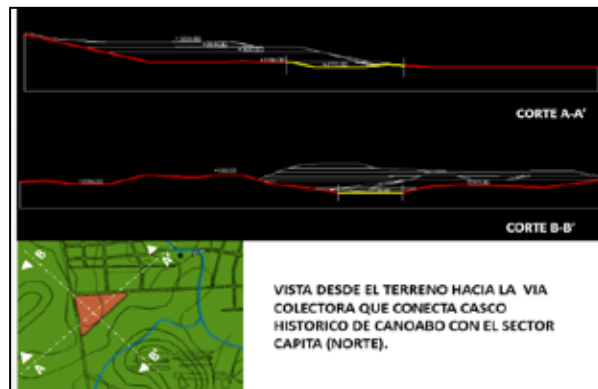 CORTE A-A'
CORTE B-B'
B
A'
A
B'
VISTA DESDE EL TERRENO HACIA LA VIA
COLECTORA QUE CONECTA CASCO
HISTORICO DE CANOABO CON EL SECTOR
CAPITA (NORTE).